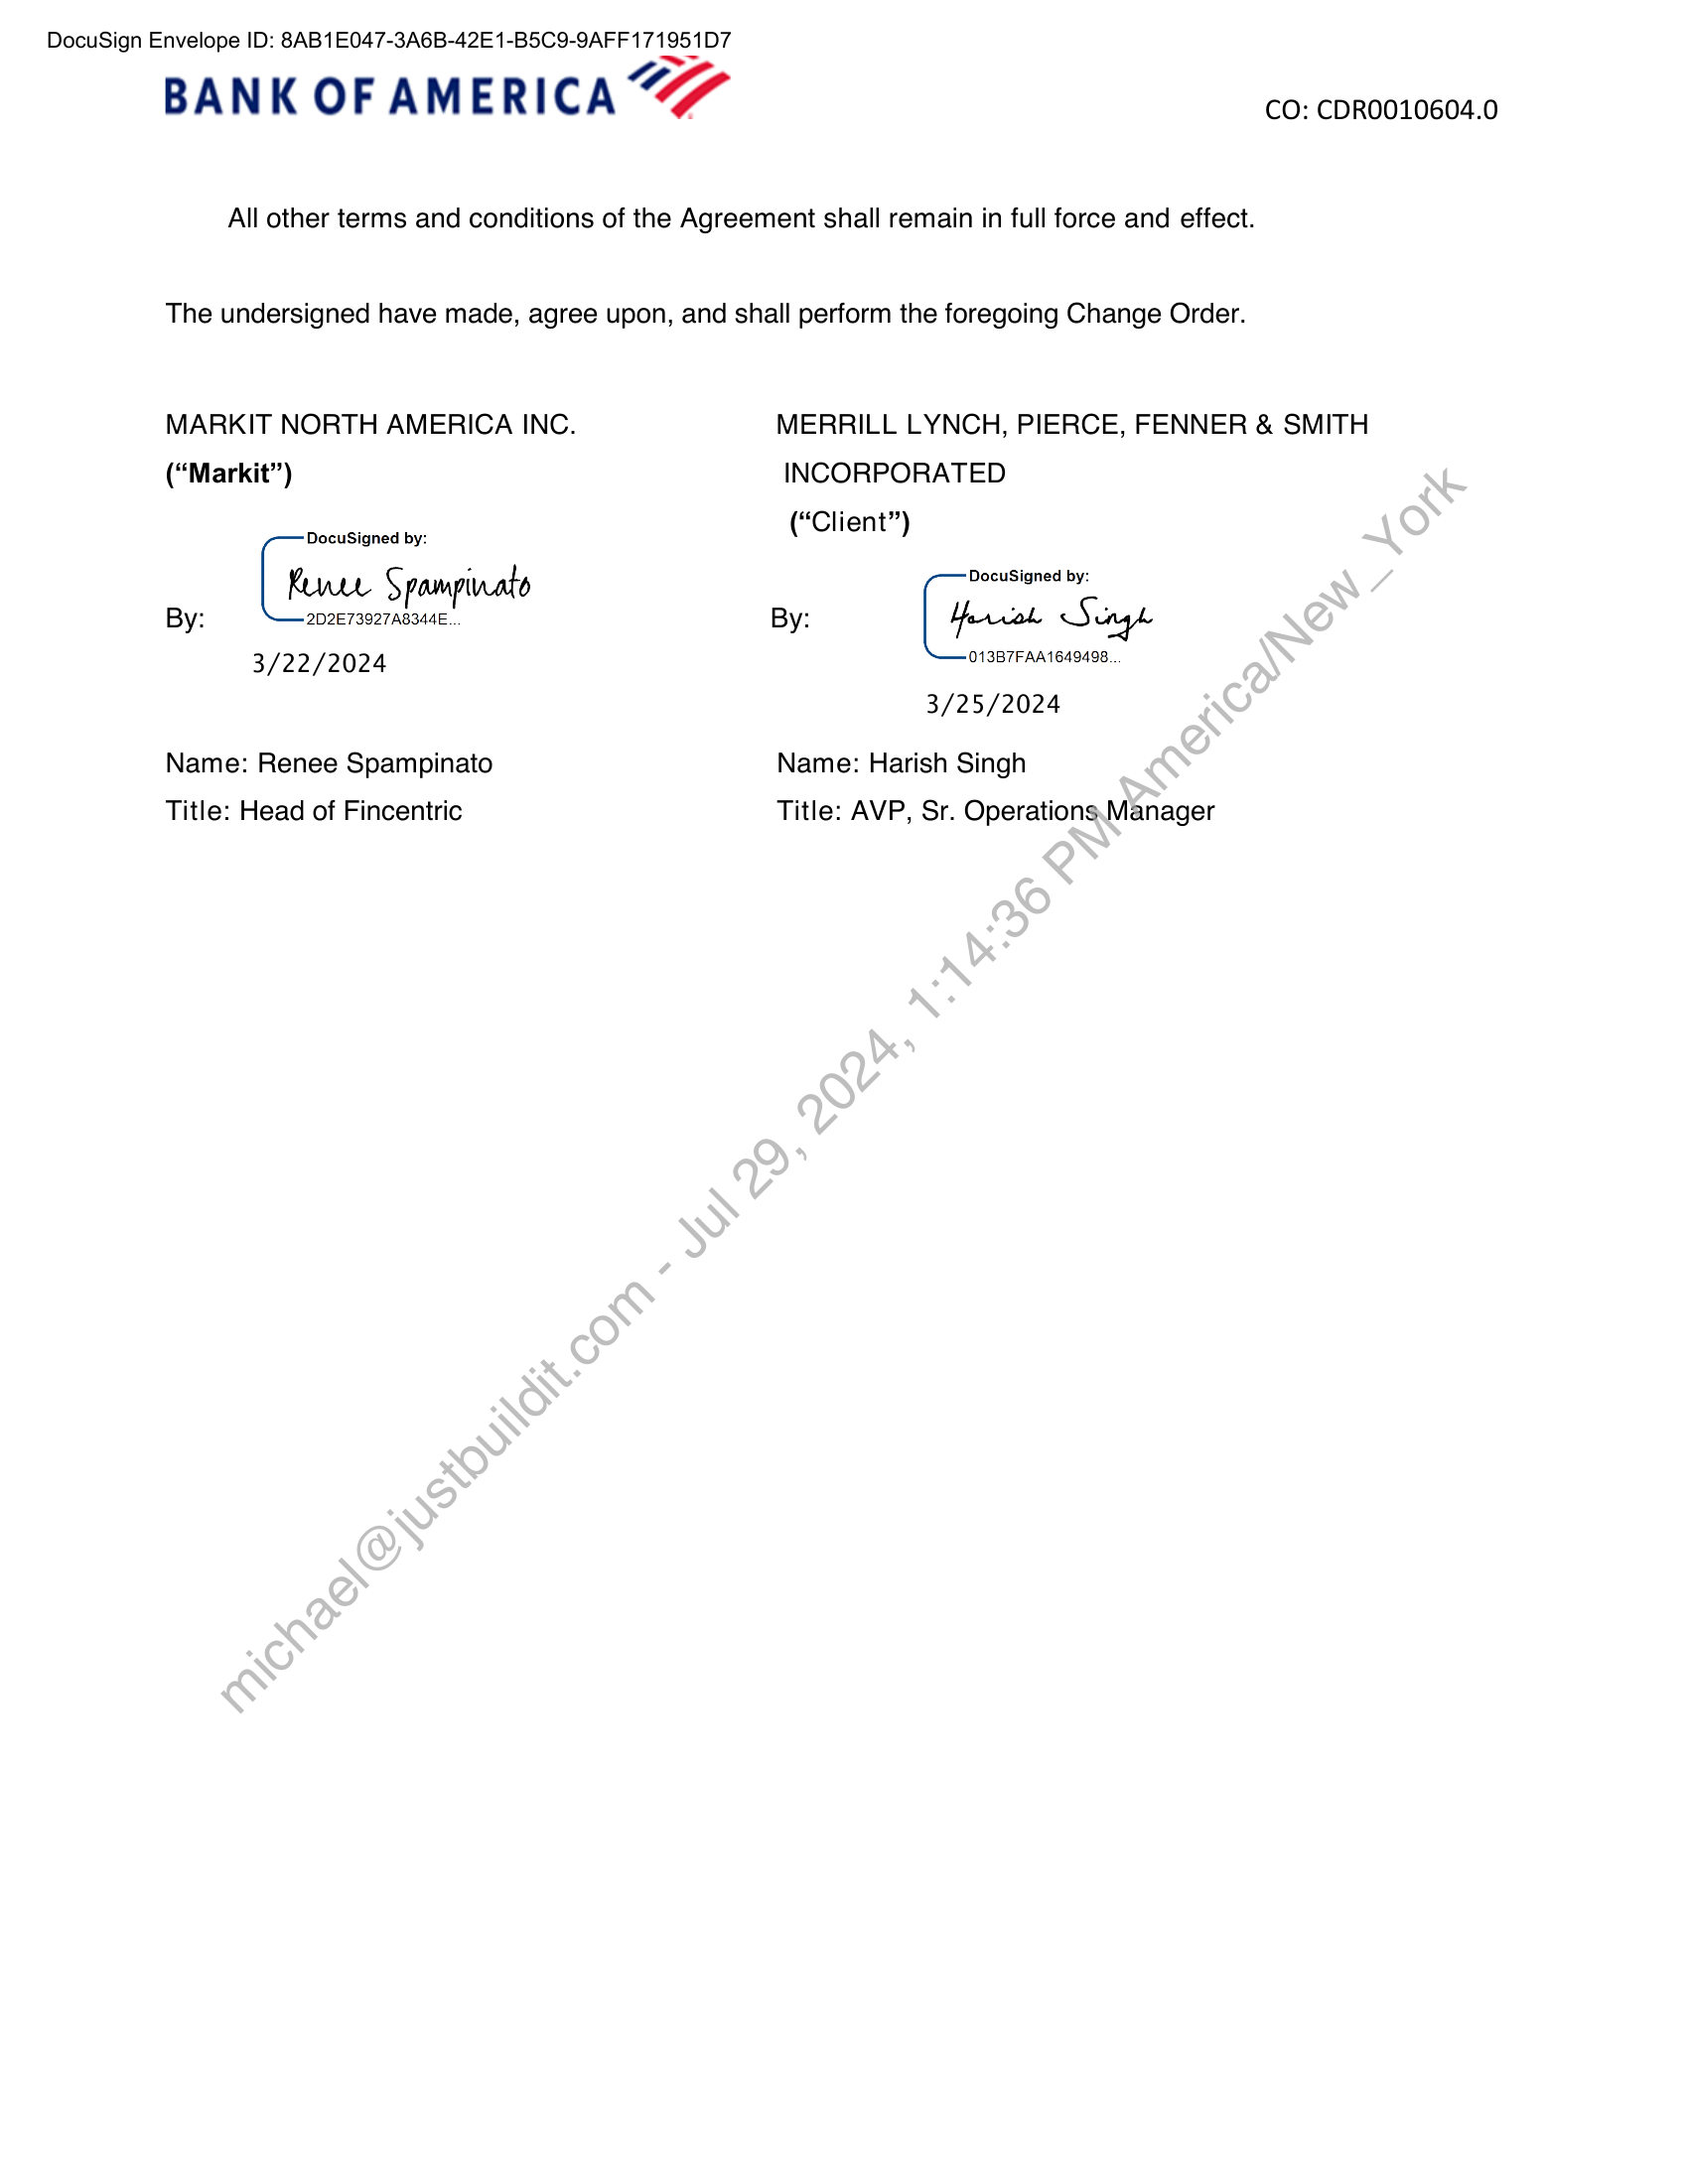 DocuSign Envelope ID: 8AB1E047-3A6B-42E1-B5C9-9AFF171951D7
BANK OF AMERICA
CO: CDR0010604.0
All other terms and conditions of the Agreement shall remain in full force and effect.
The undersigned have made, agree upon, and shall perform the foregoing Change Order.
MARKIT NORTH AMERICA INC.
(“Markit”)
DocuSigned by:
Renee Spampinato
By:
2D2E73927A8344E...
3/22/2024
Name: Renee Spampinato
Title: Head of Fincentric
MERRILL LYNCH, PIERCE, FENNER & SMITH
INCORPORATED
(“Client”)
DocuSigned by:
Harish Singh
By:
013B7FAA1649498...
3/25/2024
Name: Harish Singh
Title: AVP, Sr. Operations Manager
michael@justbuildit.com - Jul 29, 2024, 1:14:36 PM America/New_York